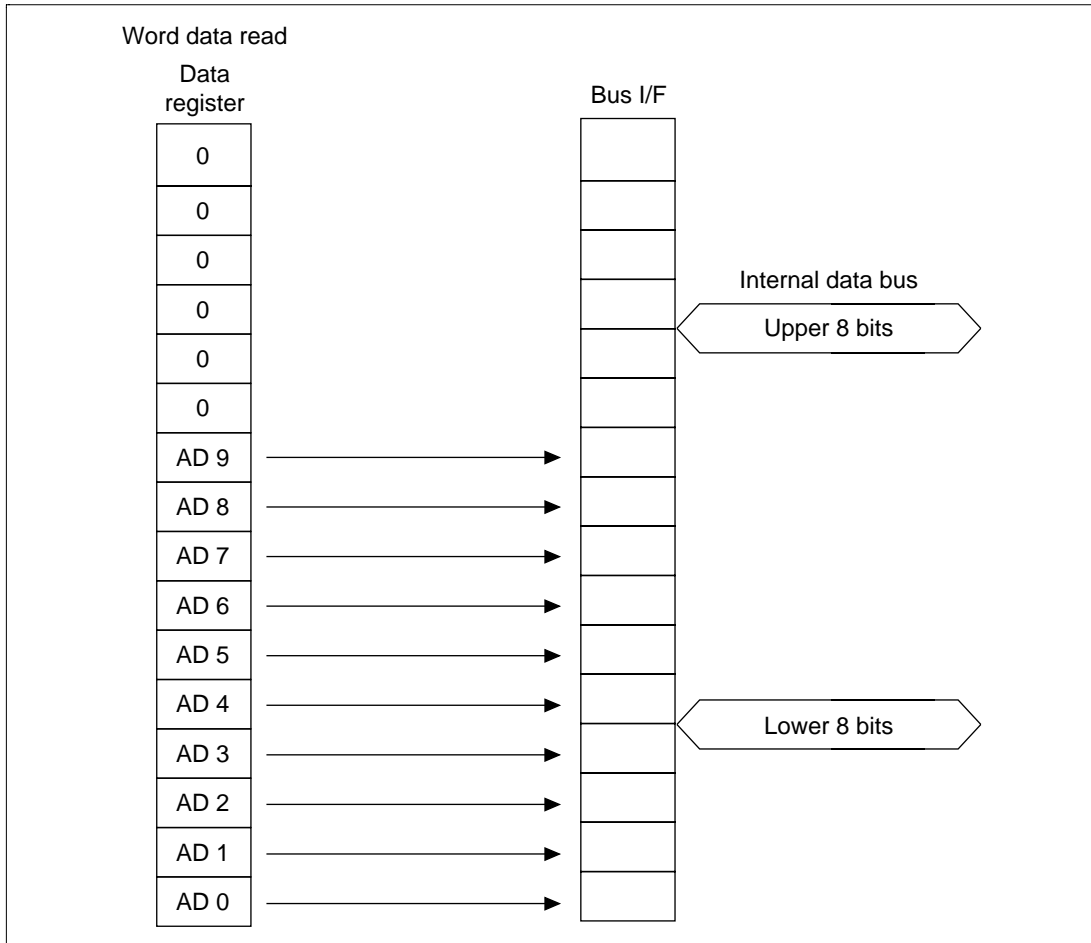 Word data read
Data
register
Bus I/F
0
0
0
0
0
0
AD 9
AD 8
AD 7
AD 6
AD 5
AD 4
AD 3
AD 2
AD 1
AD 0
Internal data bus
Upper 8 bits
Lower 8 bits